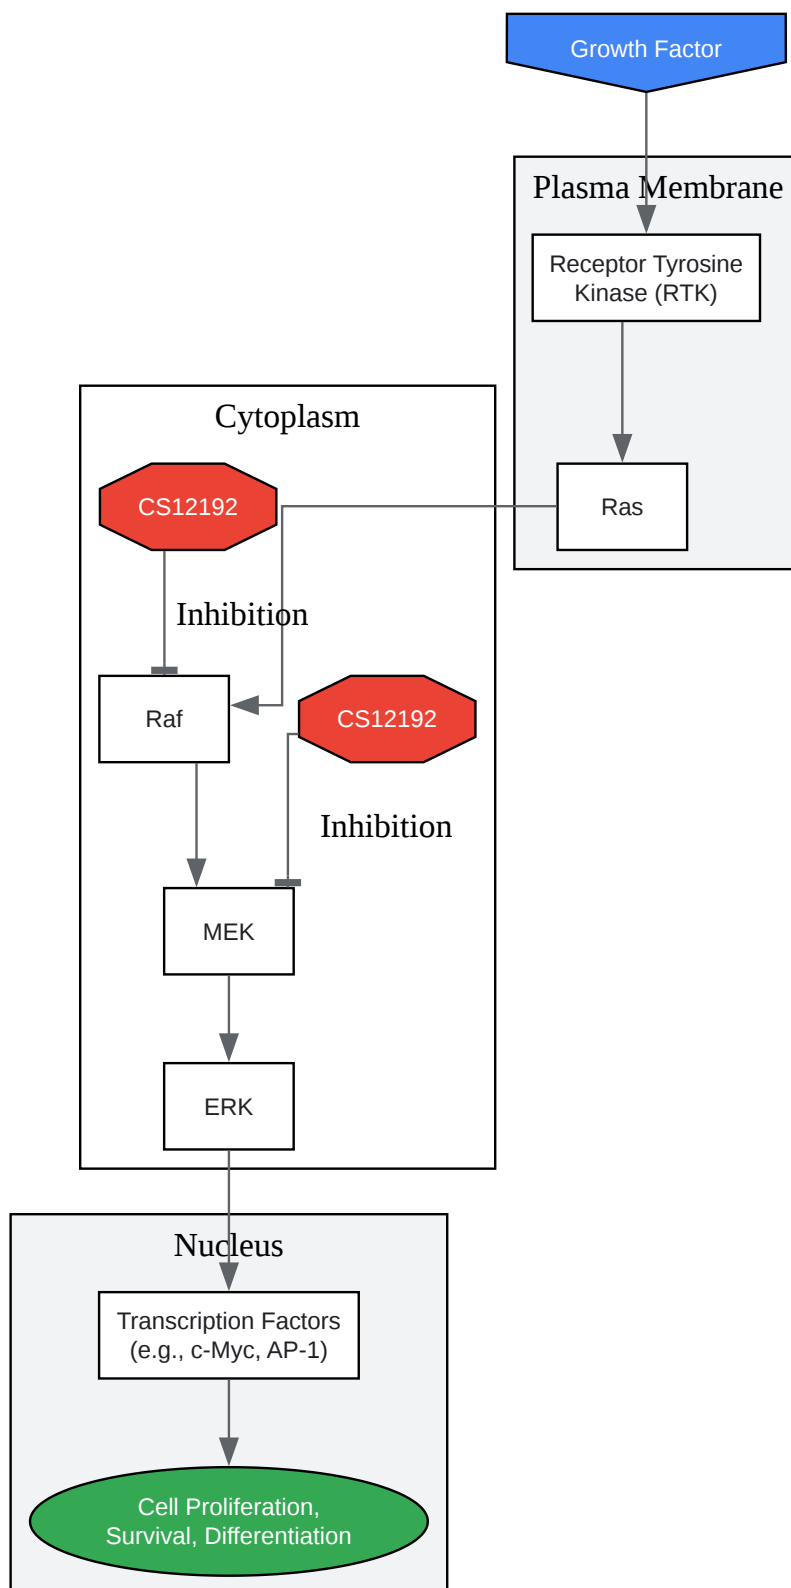 Growth Factor
Plasma Membrane
Receptor Tyrosine
Kinase (RTK)
Cytoplasm
CS12192
Ras
Inhibition
Raf
CS12192
Inhibition
MEK
ERK
Nucleus
Transcription Factors
(e.g., c-Myc, AP-1)
Cell Proliferation,
Survival, Differentiation